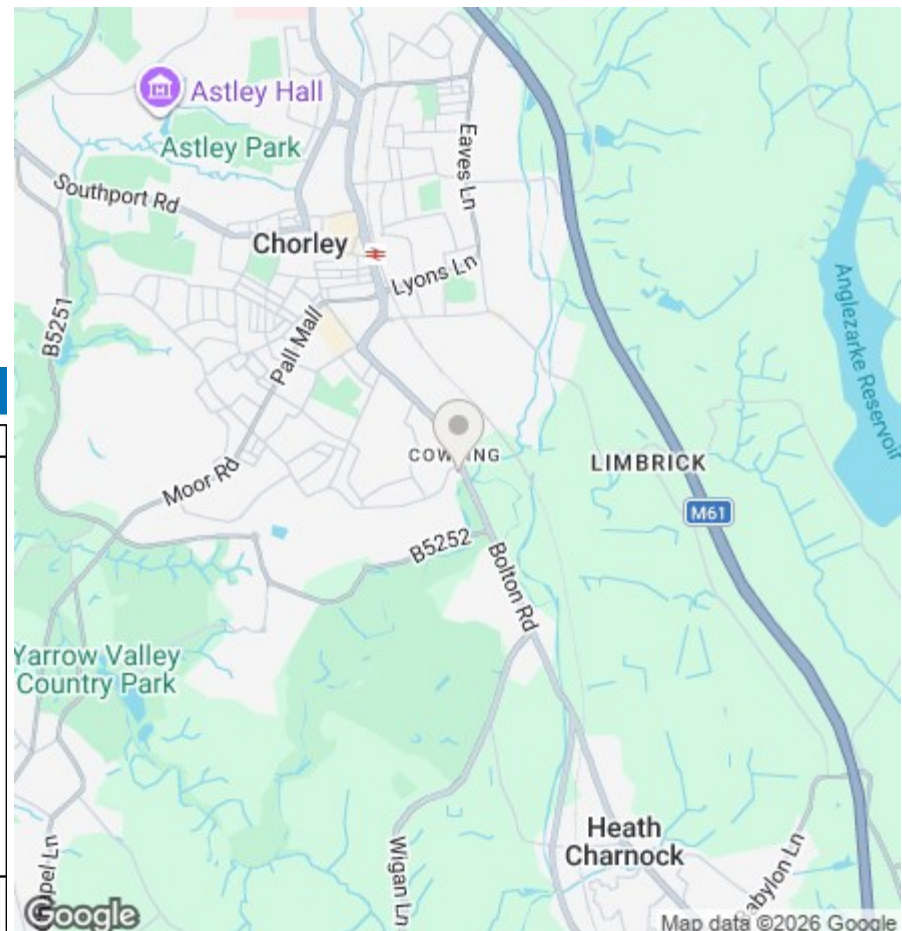 Astley Hall
Astley Park
Eaves Ln
Southport Rd
Chorley
Lyons Ln
Anglezarke Reservoir
B5251
Pall Mall
LIMBRICK
Moor Rd
M61
B5252
Bolton Rd
Yarrow Valley
Country Park
Heath
Charnock
Wigan Ln
Google
Map data ©2026 Google